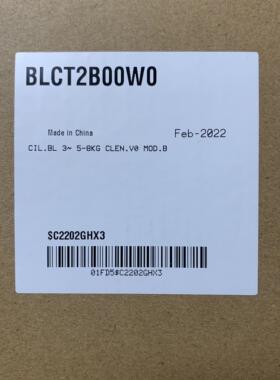 BLCT2B00W0
Made in China Feb-2022
CIL.BL 3~ 5-8KG CLEN.V0 MOD.B
SC2202GHX3
01FD5#C2202GHX3